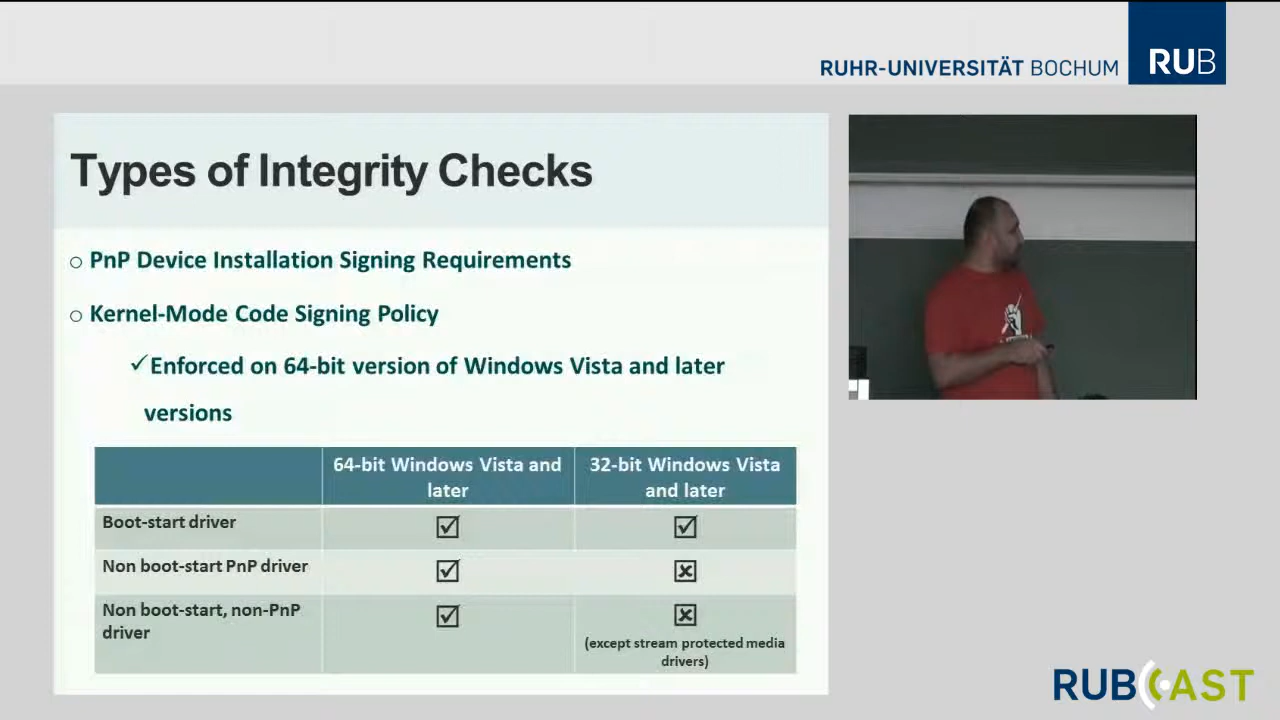 RUHR-UNIVERSITÄT BOCHUM
RUB
Types of Integrity Checks
PnP Device Installation Signing Requirements
Kernel-Mode Code Signing Policy
Enforced on 64-bit version of Windows Vista and later
versions
64-bit Windows Vista and
later
32-bit Windows Vista
and later
Boot-start driver
Non boot-start PnP driver
Non boot-start, non-PnP
driver
(except stream protected media
drivers)
RUBCAST